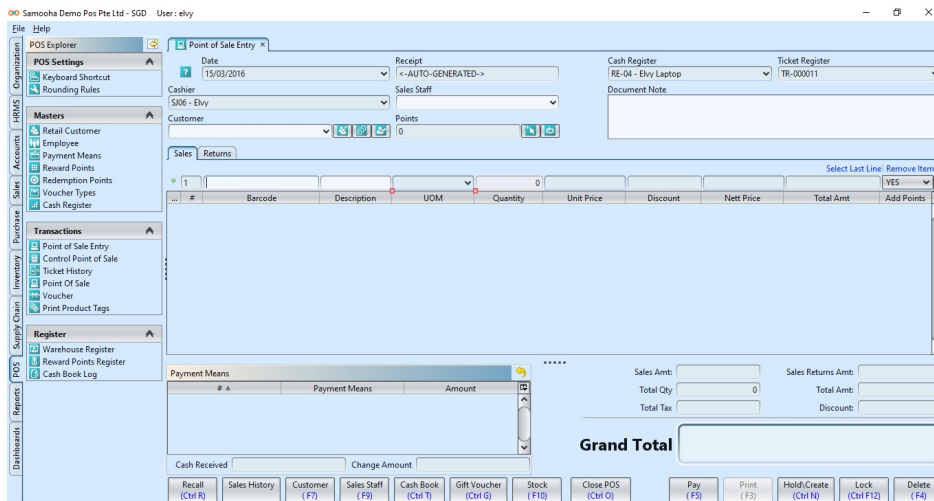 Samooha Demo Pos Pte Ltd - SGD User : elvy
File Help
Organization
HRMS
Accounts
Sales
Purchase
Inventory
Supply Chain
POS
Reports
Dashboards
POS Explorer
POS Settings
Keyboard Shortcut
Rounding Rules
Masters
Retail Customer
Employee
Payment Means
Reward Points
Redemption Points
Voucher Types
Cash Register
Transactions
Point of Sale Entry
Control Point of Sale
Ticket History
Point Of Sale
Voucher
Print Product Tags
Register
Warehouse Register
Reward Points Register
Cash Book Log
Point of Sale Entry ×
Date Receipt Cash Register Ticket Register
? 15/03/2016 <-AUTO-GENERATED-> RE-04 - Elvy Laptop TR-000011
Cashier Sales Staff Document Note
SJ06 - Elvy
Customer Points
0
Sales Returns
Select Last Line Remove Item
1 0 YES
... # Barcode Description UOM Quantity Unit Price Discount Nett Price Total Amt Add Points
Payment Means
# Payment Means Amount
Cash Received Change Amount
Sales Amt: Sales Returns Amt:
Total Qty 0 Total Amt:
Total Tax Discount:
Grand Total
Recall Sales History Customer Sales Staff Cash Book Gift Voucher Stock Close POS Pay Print Hold\Create Lock Delete
(Ctrl R) ( F7) ( F9) (Ctrl T) (Ctrl G) ( F10) (Ctrl O) ( F5) ( F3) (Ctrl N) (Ctrl F12) ( F4)